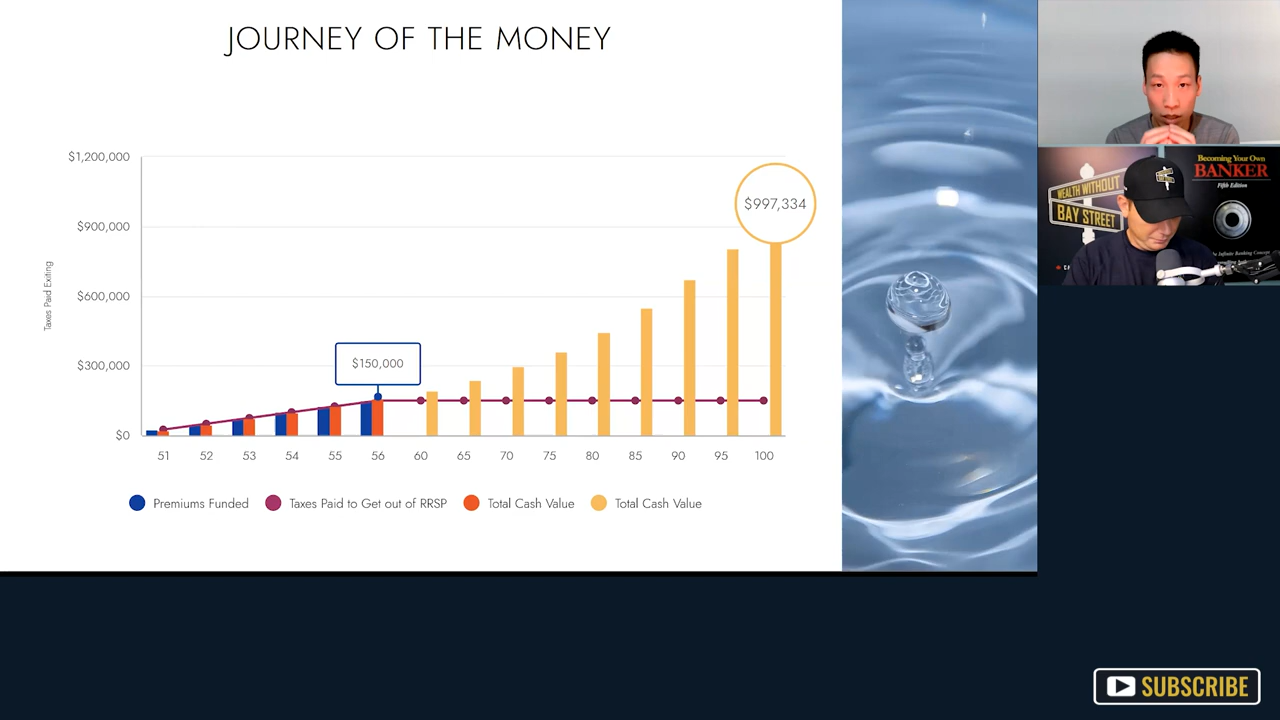 JOURNEY OF THE MONEY
$1,200,000
$900,000
$600,000
$300,000
$0
Taxes Paid Exiting
$150,000
$997,334
51 52 53 54 55 56 60 65 70 75 80 85 90 95 100
Premiums Funded
Taxes Paid to Get out of RRSP
Total Cash Value
Total Cash Value
WEALTH WITHOUT
BAY STREET
Becoming Your Own
BANKER
Fifth Edition
Infinite Banking Concept
SUBSCRIBE